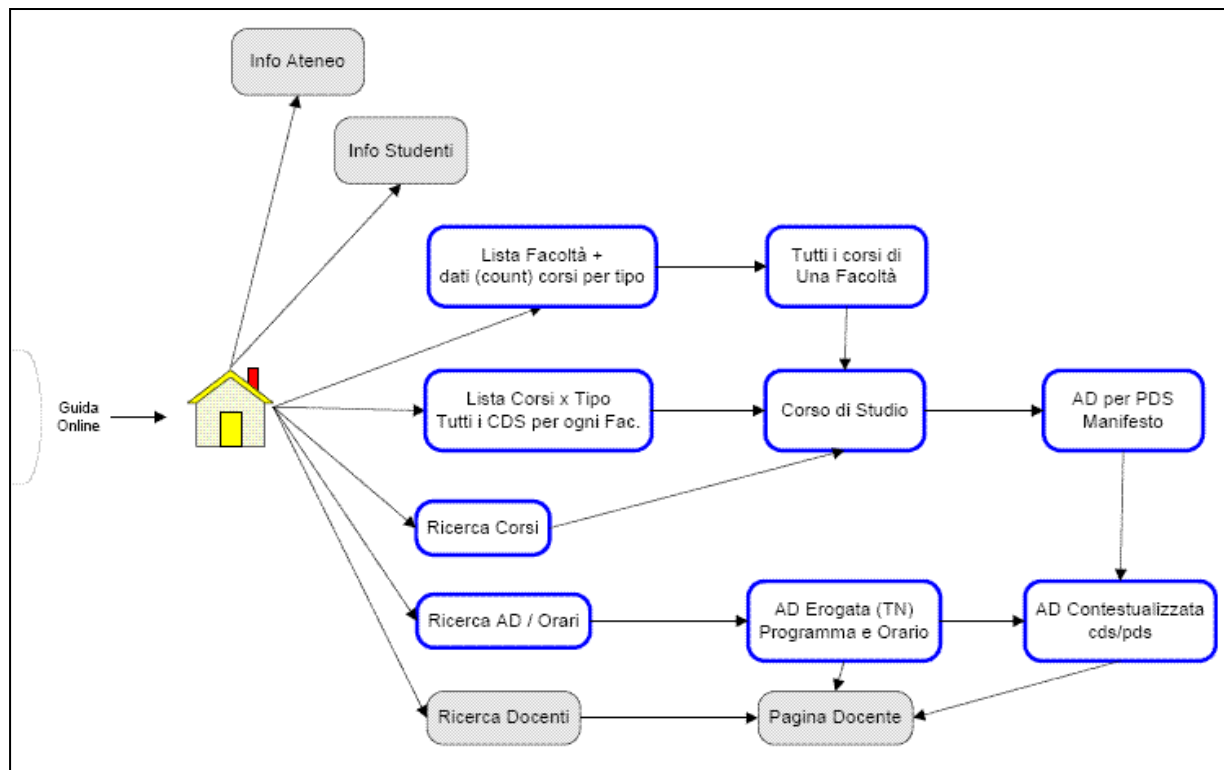 Info Ateneo
Info Studenti
Lista Facoltà +
dati (count) corsi per tipo
Tutti i corsi di
Una Facoltà
Guida
Online
Lista Corsi x Tipo
Tutti i CDS per ogni Fac.
Corso di Studio
AD per PDS
Manifesto
Ricerca Corsi
Ricerca AD / Orari
AD Erogata (TN)
Programma e Orario
AD Contestualizzata
cds/pds
Ricerca Docenti
Pagina Docente